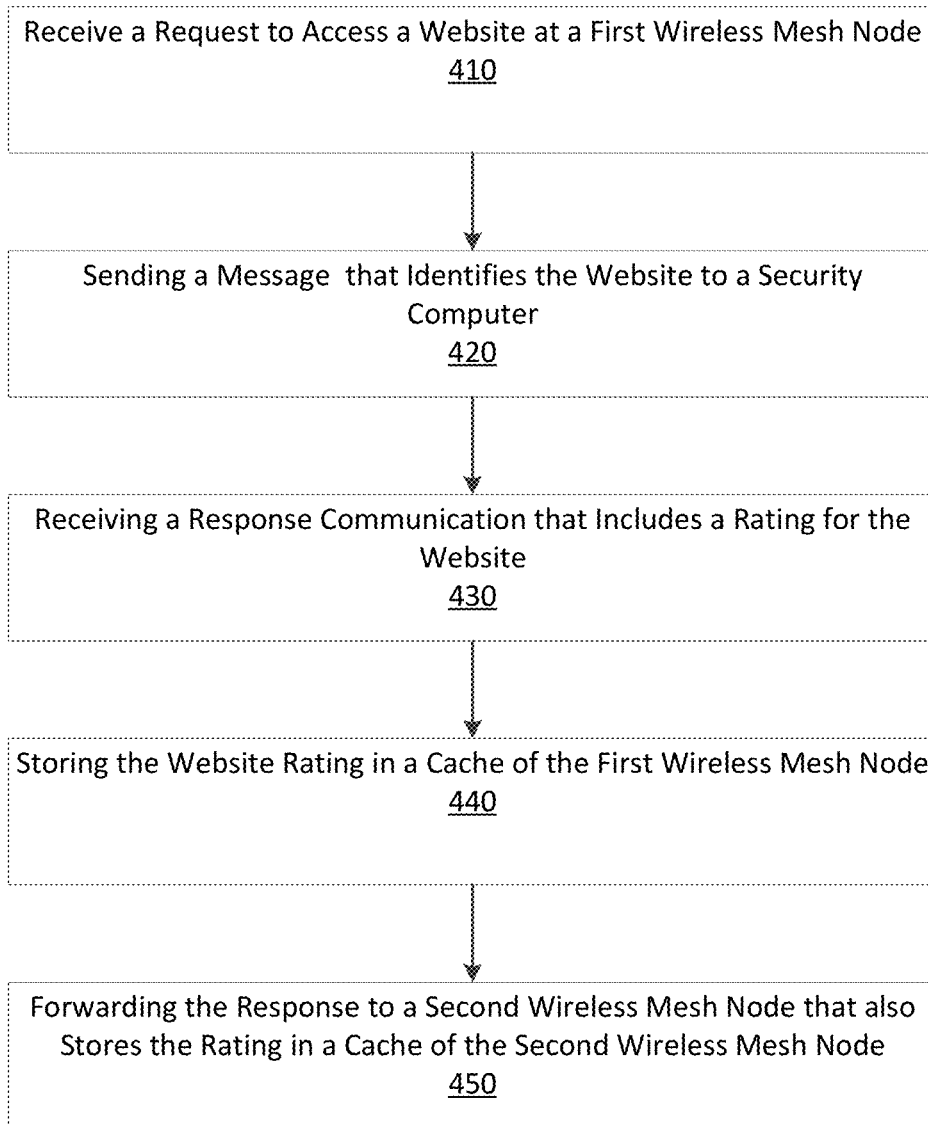 Receive a Request to Access a Website at a First Wireless Mesh Node
410
Sending a Message that Identifies the Website to a Security
Computer
420
Receiving a Response Communication that Includes a Rating for the
Website
430
Storing the Website Rating in a Cache of the First Wireless Mesh Node
440
Forwarding the Response to a Second Wireless Mesh Node that also
Stores the Rating in a Cache of the Second Wireless Mesh Node
450